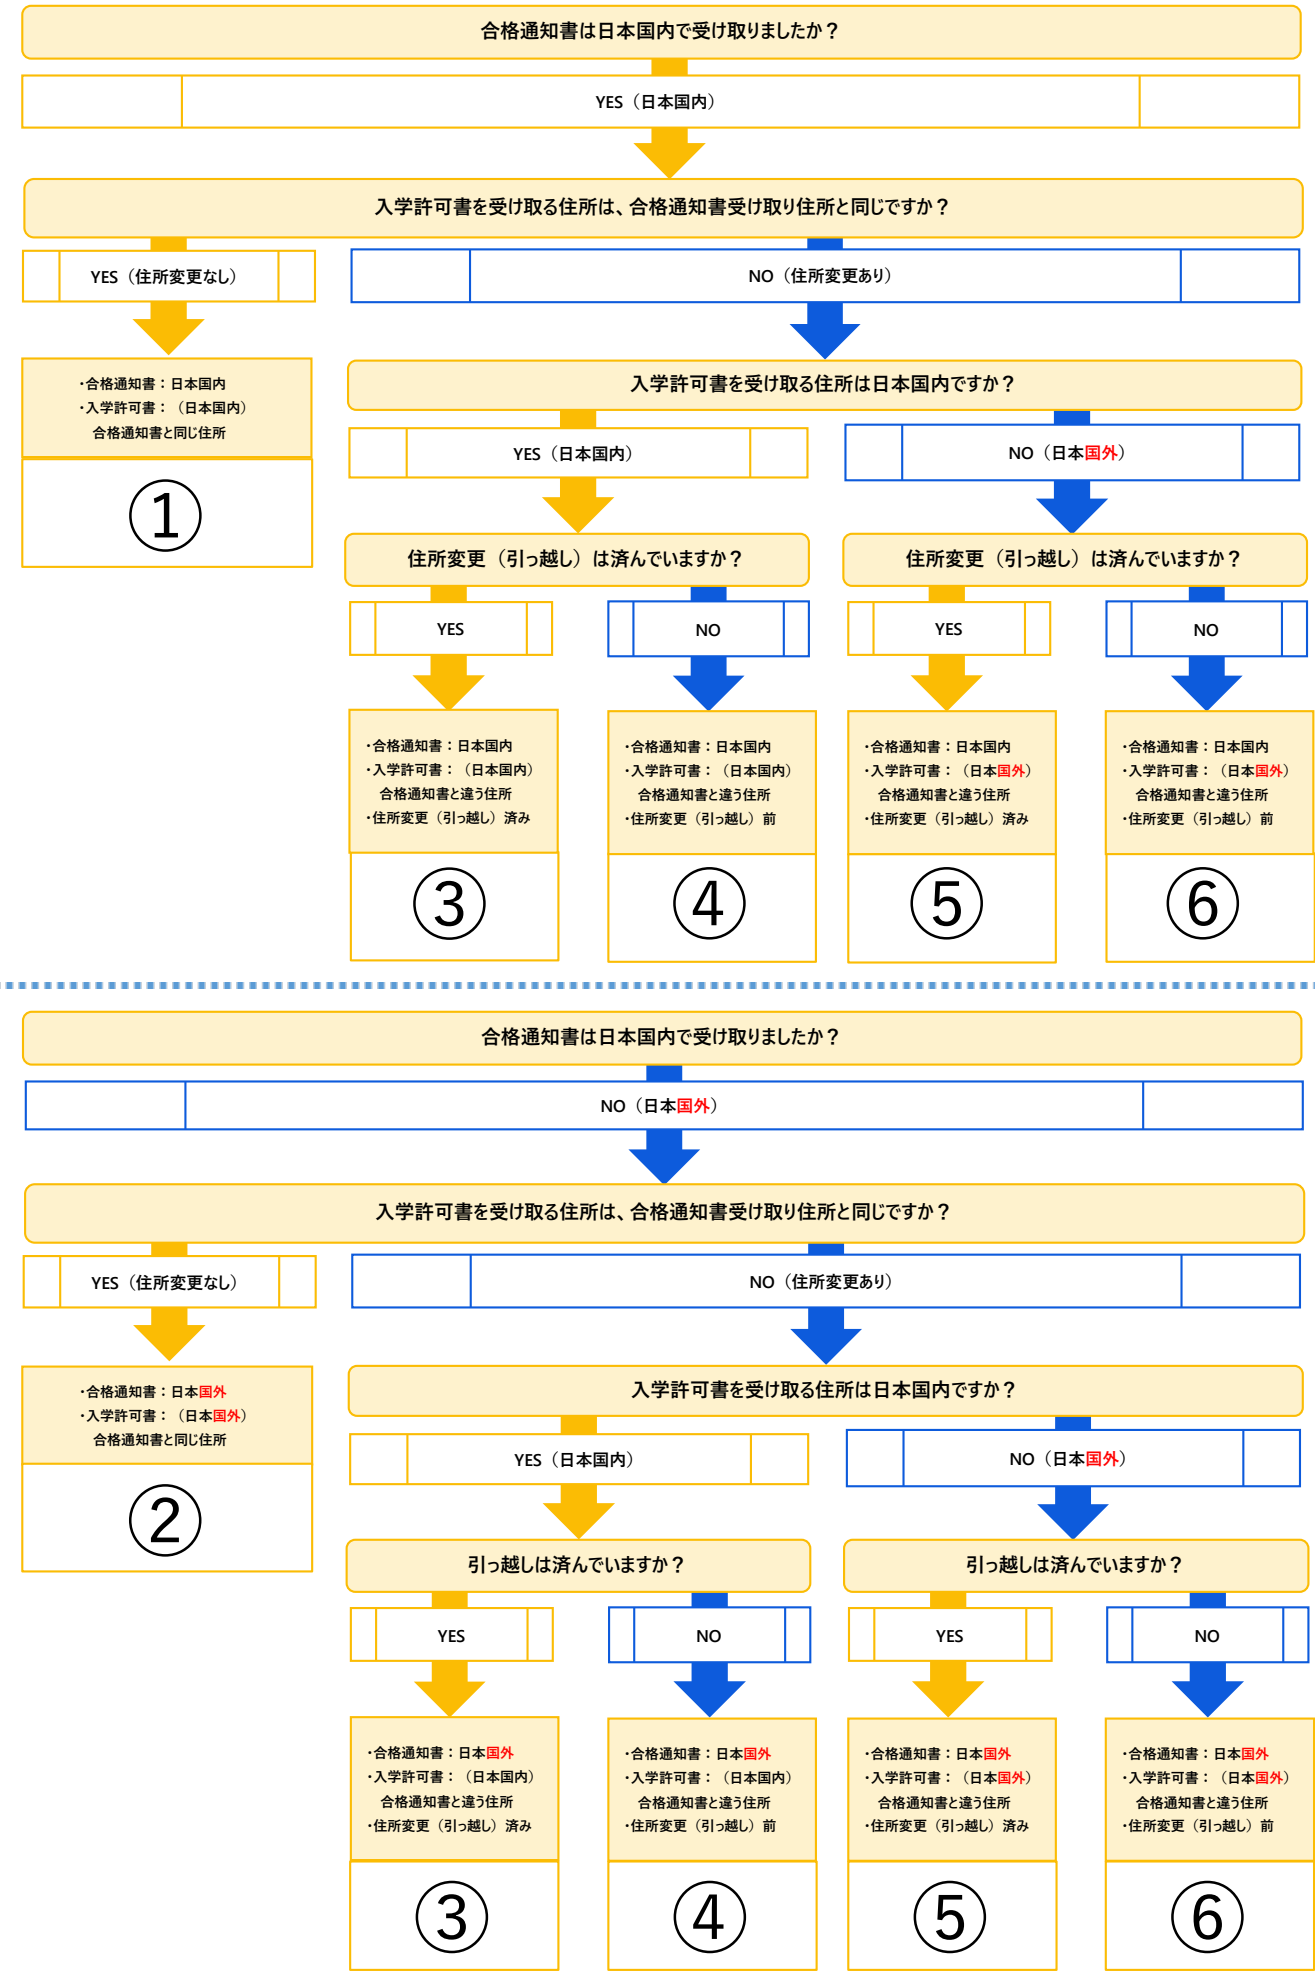 合格通知書は日本国内で受け取りましたか？
YES（日本国内）
入学許可書を受け取る住所は、合格通知書受け取り住所と同じですか？
YES（住所変更なし）
NO（住所変更あり）
・合格通知書：日本国内
・入学許可書：（日本国内）
合格通知書と同じ住所
①
入学許可書を受け取る住所は日本国内ですか？
YES（日本国内）
NO（日本国外）
住所変更（引っ越し）は済んでいますか？
住所変更（引っ越し）は済んでいますか？
YES
NO
YES
NO
・合格通知書：日本国内
・入学許可書：（日本国内）
合格通知書と違う住所
・住所変更（引っ越し）済み
③
・合格通知書：日本国内
・入学許可書：（日本国内）
合格通知書と違う住所
・住所変更（引っ越し）前
④
・合格通知書：日本国内
・入学許可書：（日本国外）
合格通知書と違う住所
・住所変更（引っ越し）済み
⑤
・合格通知書：日本国内
・入学許可書：（日本国外）
合格通知書と違う住所
・住所変更（引っ越し）前
⑥
合格通知書は日本国内で受け取りましたか？
NO（日本国外）
入学許可書を受け取る住所は、合格通知書受け取り住所と同じですか？
YES（住所変更なし）
NO（住所変更あり）
・合格通知書：日本国外
・入学許可書：（日本国外）
合格通知書と同じ住所
②
入学許可書を受け取る住所は日本国内ですか？
YES（日本国内）
NO（日本国外）
引っ越しは済んでいますか？
引っ越しは済んでいますか？
YES
NO
YES
NO
・合格通知書：日本国外
・入学許可書：（日本国内）
合格通知書と違う住所
・住所変更（引っ越し）済み
③
・合格通知書：日本国外
・入学許可書：（日本国内）
合格通知書と違う住所
・住所変更（引っ越し）前
④
・合格通知書：日本国外
・入学許可書：（日本国外）
合格通知書と違う住所
・住所変更（引っ越し）済み
⑤
・合格通知書：日本国外
・入学許可書：（日本国外）
合格通知書と違う住所
・住所変更（引っ越し）前
⑥